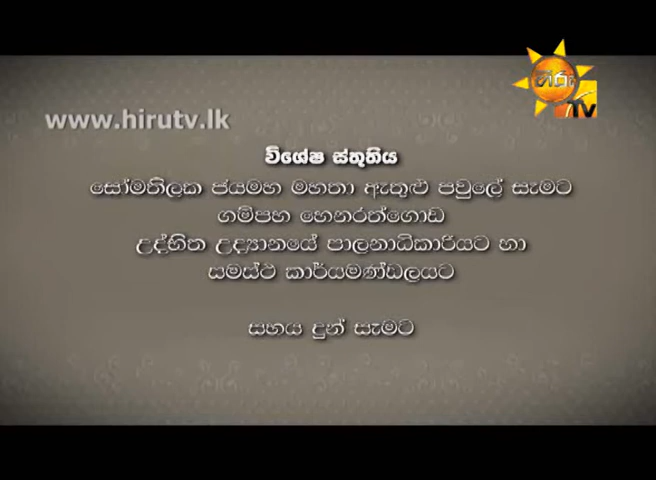 හිරු
TV
www.hirutv.lk
විශේෂ ස්තූතිය
සෝමතිලක ජයමහ මහතා ඇතුළු පවුලේ සැමට
ගම්පහ හෙනරත්ගොඩ
උද්භිත උද්‍යානයේ පාලනාධිකාරියට හා
සමස්ථ කාර්යමණ්ඩලයට
සහය දුන් සැමට